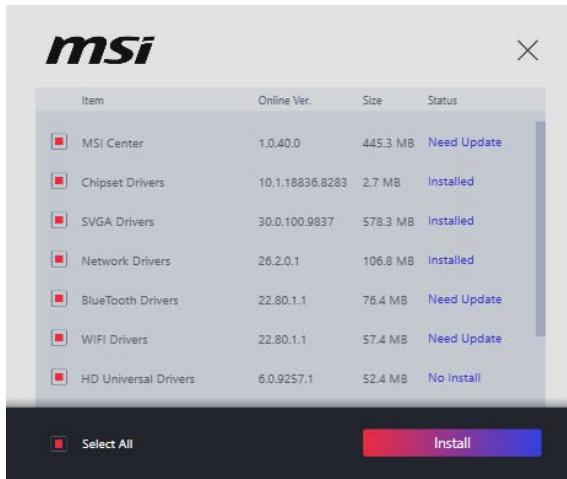 msi
Item Online Ver. Size Status
MSI Center 1.0.40.0 445.3 MB Need Update
Chipset Drivers 10.1.18836.8283 2.7 MB Installed
SVGA Drivers 30.0.100.9837 578.3 MB Installed
Network Drivers 26.2.0.1 106.8 MB Installed
BlueTooth Drivers 22.80.1.1 76.4 MB Need Update
WIFI Drivers 22.80.1.1 57.4 MB Need Update
HD Universal Drivers 6.0.9257.1 52.4 MB No Install
Select All Install